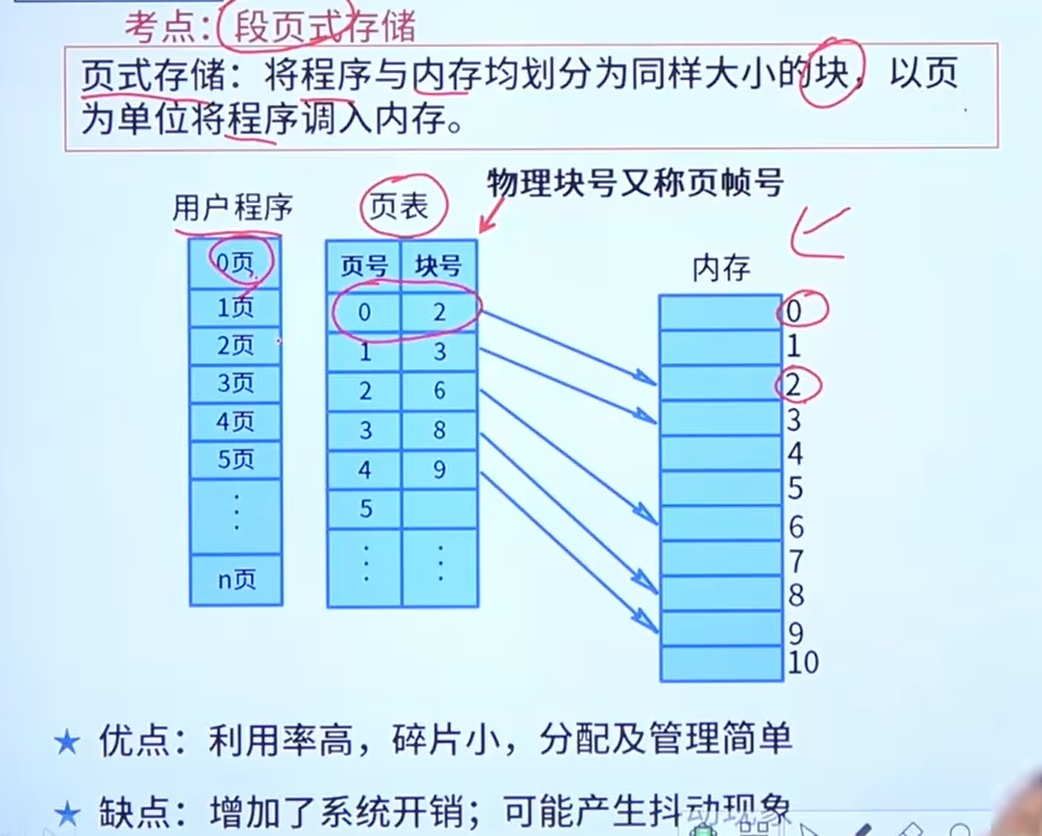 考点：段页式存储
页式存储：将程序与内存均划分为同样大小的块，以页
为单位将程序调入内存。
物理块号又称页帧号
用户程序
页表
内存
0页
1页
2页
3页
4页
5页
⋮
n页
页号 块号
0 2
1 3
2 6
3 8
4 9
5
⋮ ⋮
0
1
2
3
4
5
6
7
8
9
10
★ 优点：利用率高，碎片小，分配及管理简单
★ 缺点：增加了系统开销；可能产生抖动现象